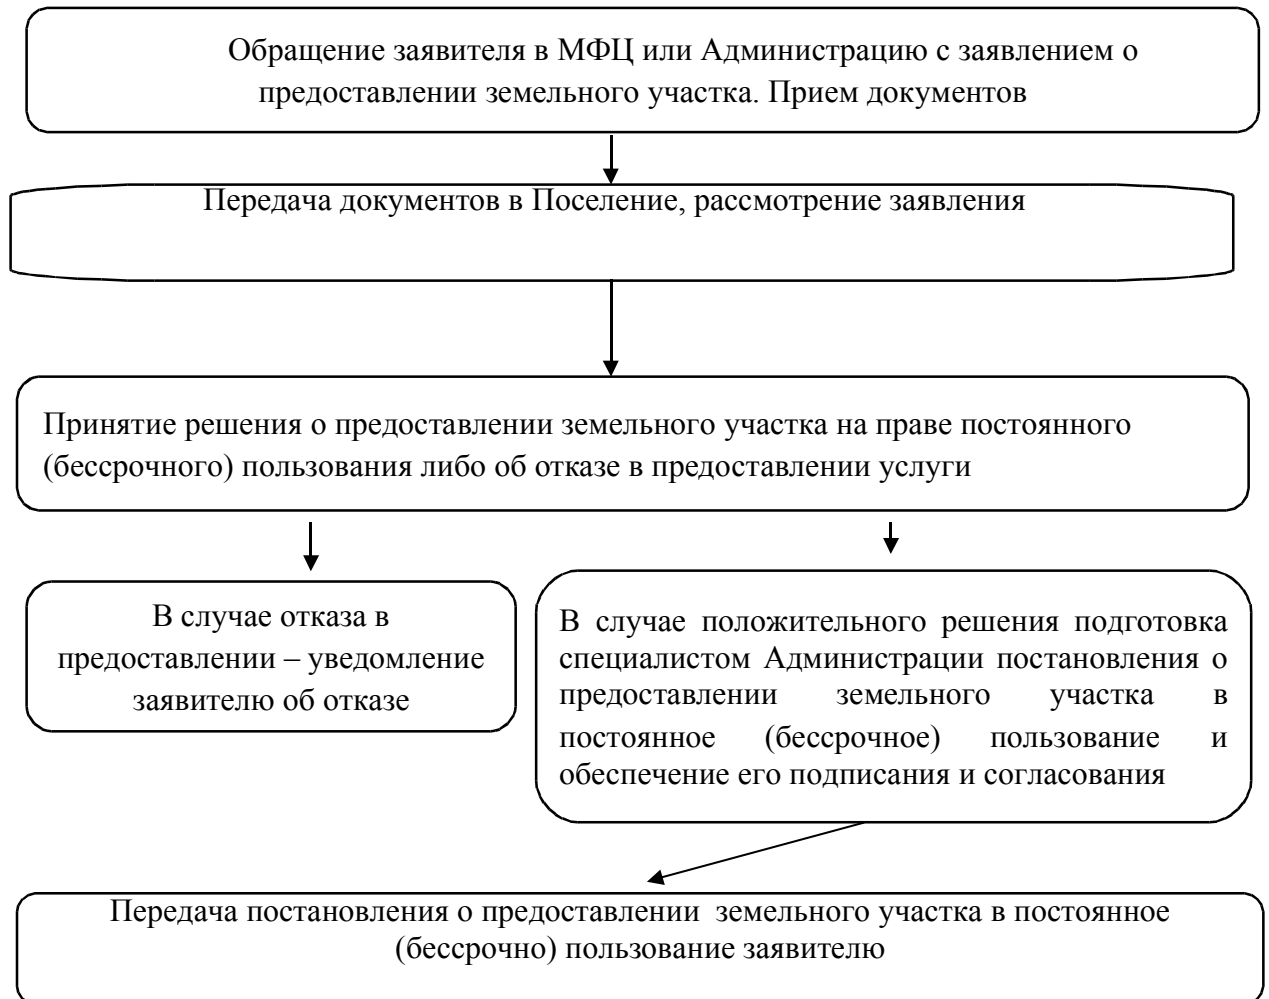 Обращение заявителя в МФЦ или Администрацию с заявлением о
предоставлении земельного участка. Прием документов
Передача документов в Поселение, рассмотрение заявления
Принятие решения о предоставлении земельного участка на праве постоянного
(бессрочного) пользования либо об отказе в предоставлении услуги
В случае отказа в
предоставлении – уведомление
заявителю об отказе
В случае положительного решения подготовка
специалистом Администрации постановления о
предоставлении земельного участка в
постоянное (бессрочное) пользование и
обеспечение его подписания и согласования
Передача постановления о предоставлении земельного участка в постоянное
(бессрочно) пользование заявителю